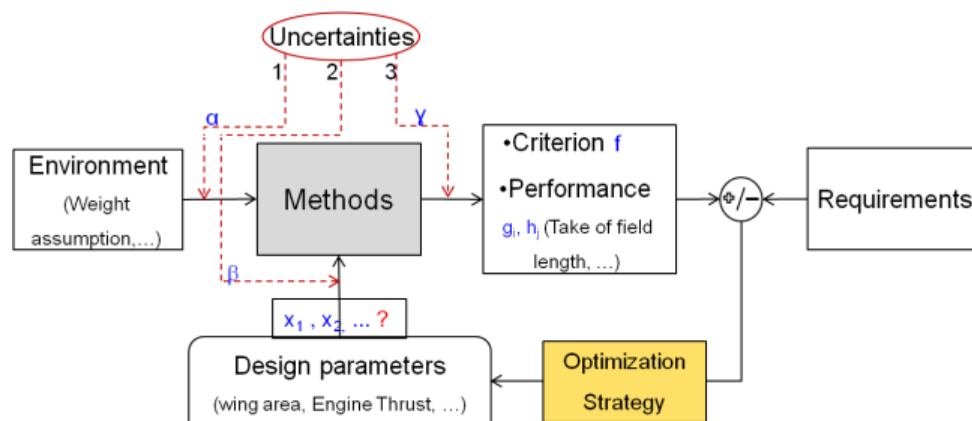 Uncertainties
1 2 3
α
γ
Environment
(Weight
assumption,...)
Methods
•Criterion f
•Performance
gi, hj (Take of field
length, ...)
+/−
Requirements
β
x1 , x2, ... ?
Design parameters
(wing area, Engine Thrust, ...)
Optimization
Strategy